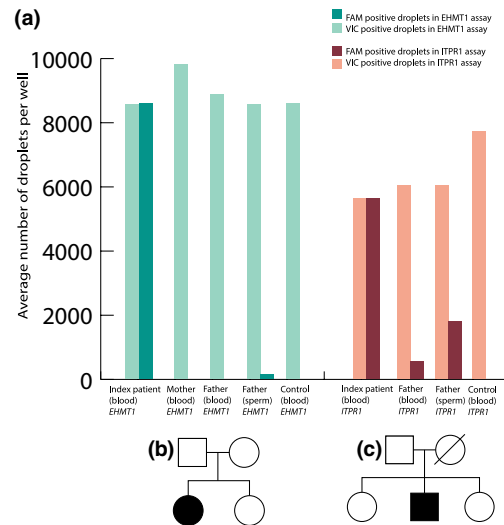 (a)
FAM positive droplets in EHMT1 assay
VIC positive droplets in EHMT1 assay
FAM positive droplets in ITPR1 assay
VIC positive droplets in ITPR1 assay
Average number of droplets per well
10000
8000
6000
4000
2000
0
Index patient Mother Father Father Control Index patient Father Father Control
(blood) (blood) (blood) (sperm) (blood) (blood) (blood) (sperm) (blood)
EHMT1 EHMT1 EHMT1 EHMT1 EHMT1 ITPR1 ITPR1 ITPR1 ITPR1
(b)
(c)